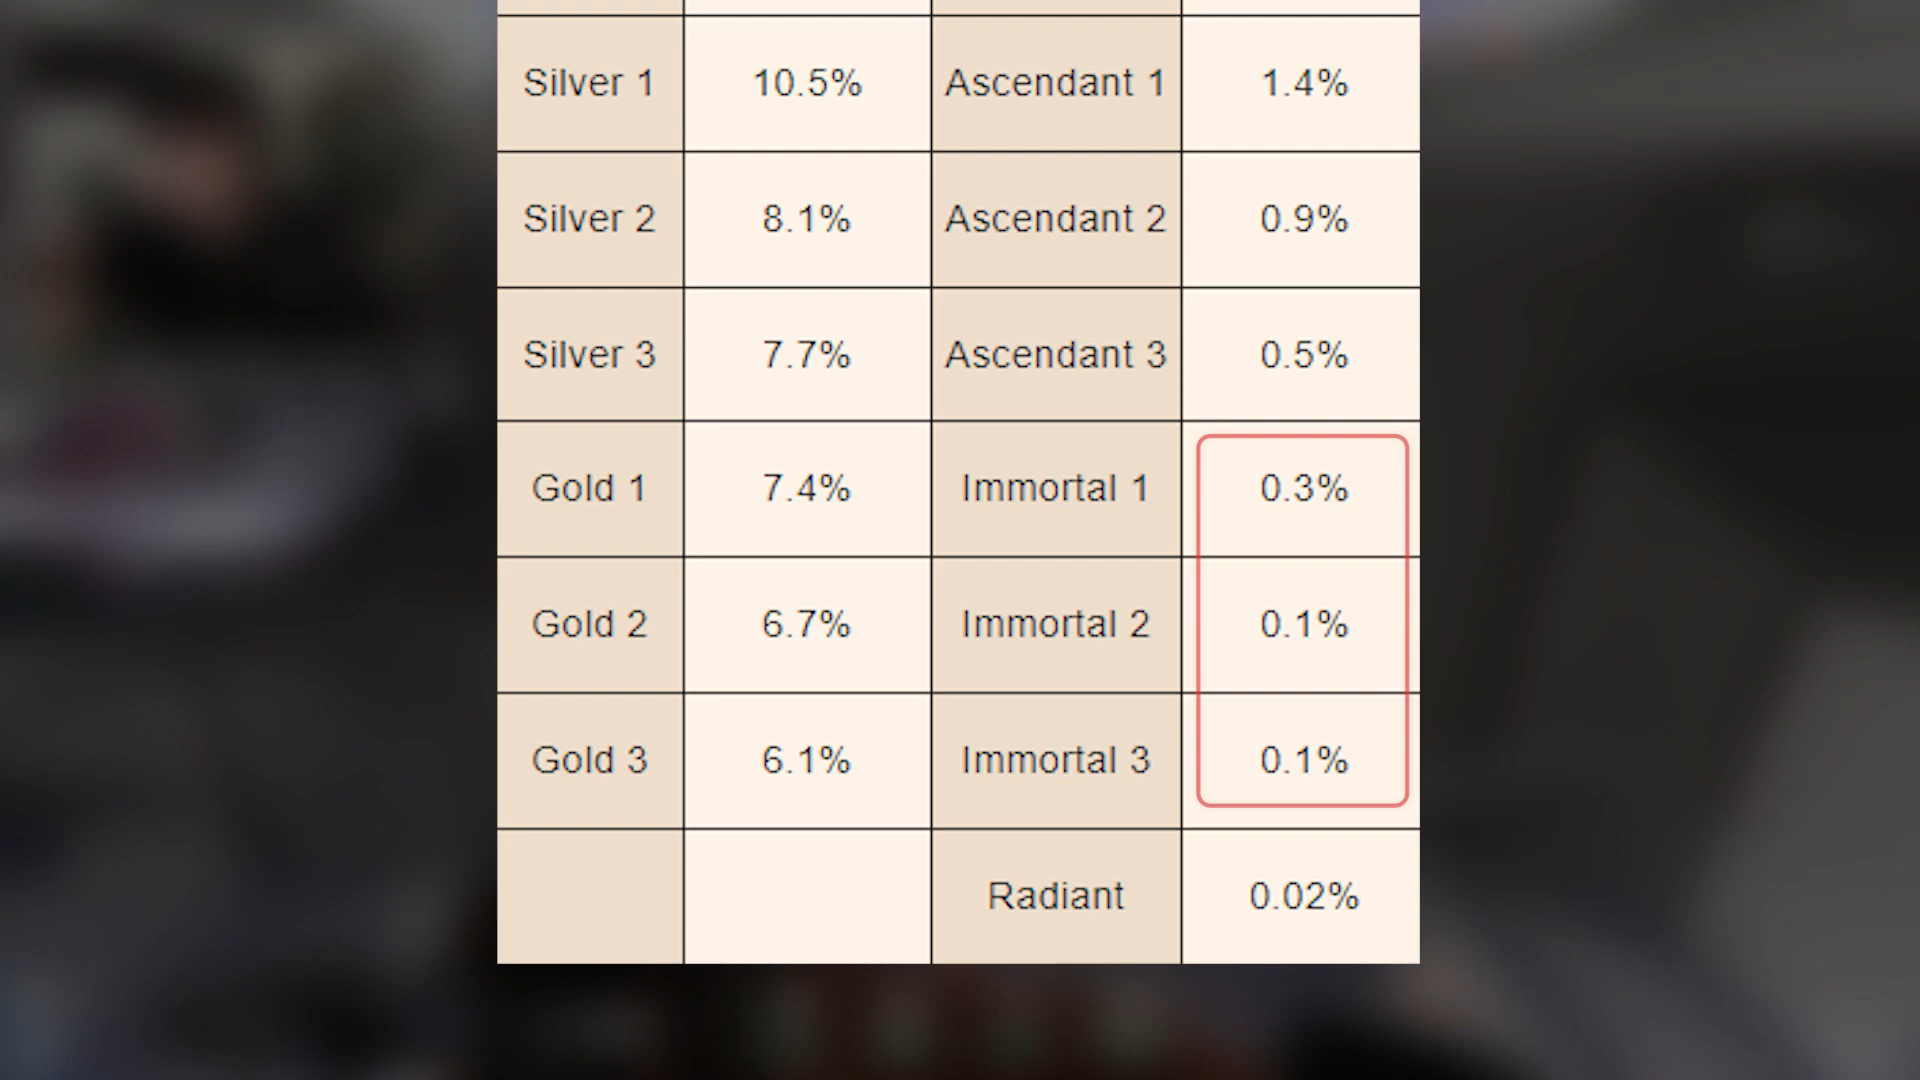 Silver 1 10.5% Ascendant 1 1.4%
Silver 2 8.1% Ascendant 2 0.9%
Silver 3 7.7% Ascendant 3 0.5%
Gold 1 7.4% Immortal 1 0.3%
Gold 2 6.7% Immortal 2 0.1%
Gold 3 6.1% Immortal 3 0.1%
Radiant 0.02%